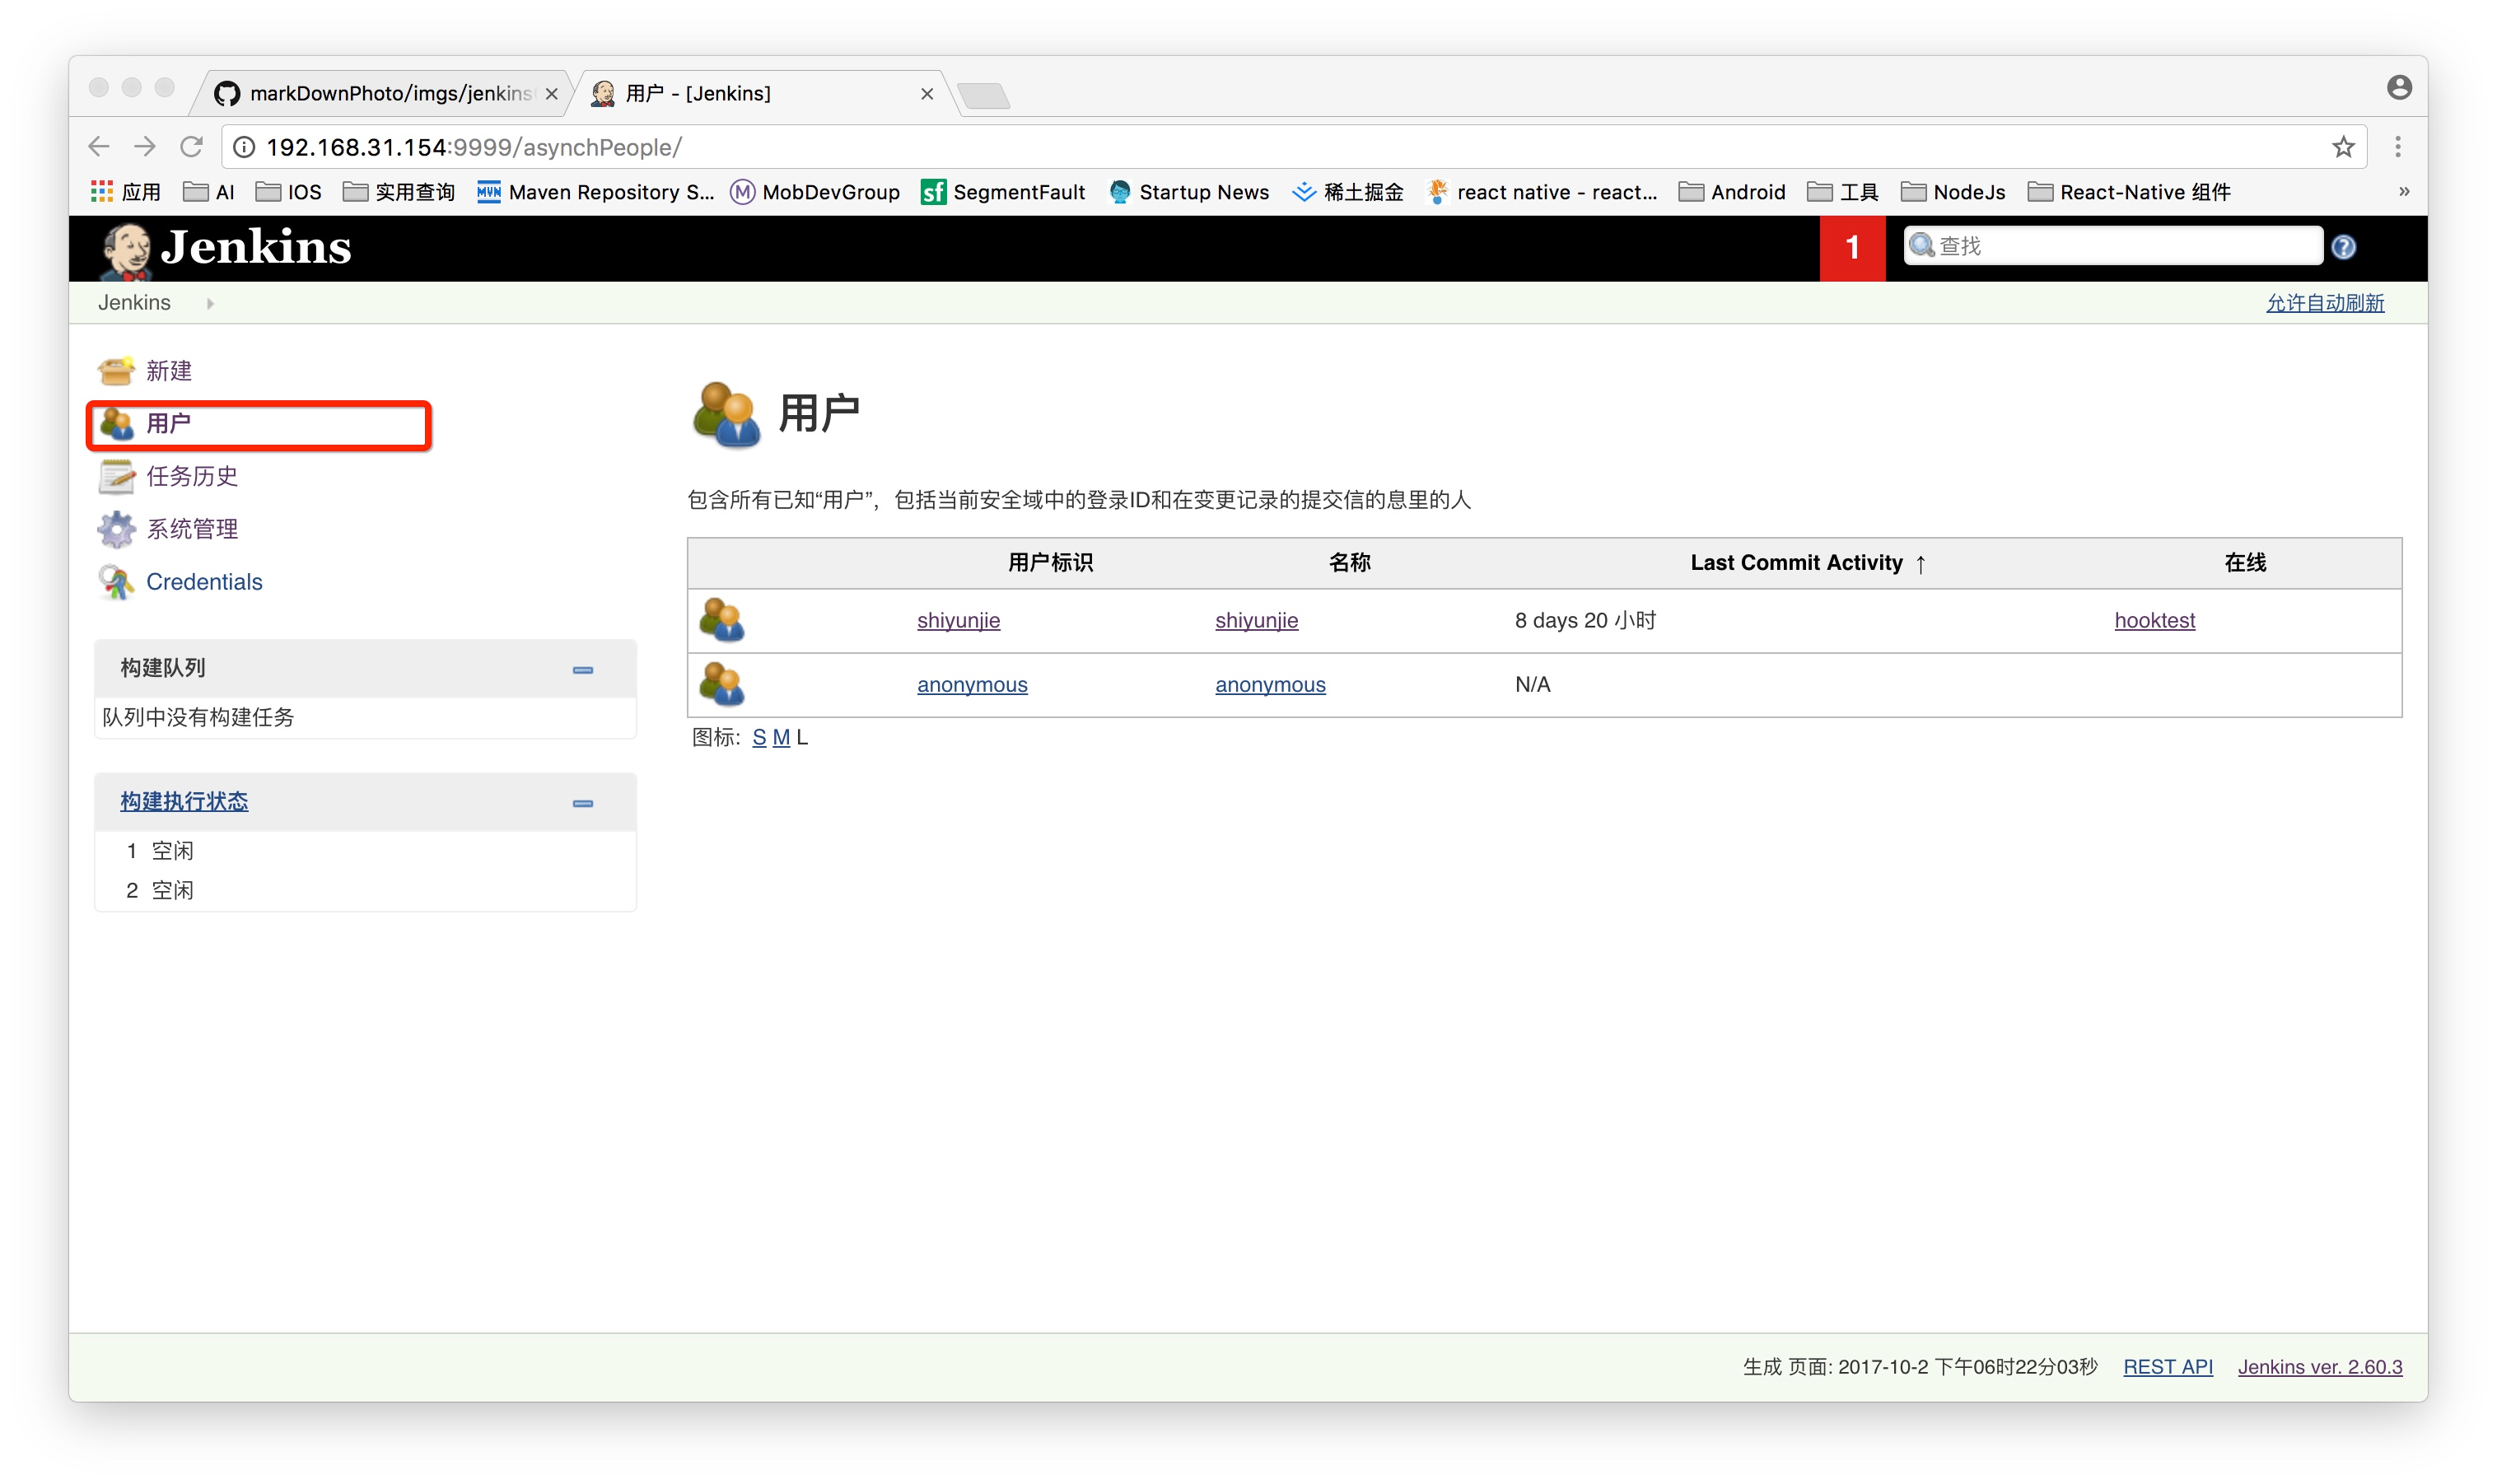 markDownPhoto/imgs/jenkins
用户 - [Jenkins]
192.168.31.154:9999/asynchPeople/
应用 AI IOS 实用查询 Maven Repository S... MobDevGroup SegmentFault Startup News 稀土掘金 react native - react... Android 工具 NodeJs React-Native 组件 »
Jenkins 1 查找
Jenkins 允许自动刷新
新建
用户
任务历史
系统管理
Credentials
构建队列
队列中没有构建任务
构建执行状态
1 空闲
2 空闲
用户
包含所有已知“用户”，包括当前安全域中的登录ID和在变更记录的提交信的息里的人
用户标识 名称 Last Commit Activity ↑ 在线
shiyunjie shiyunjie 8 days 20 小时 hooktest
anonymous anonymous N/A
图标: S M L
生成 页面: 2017-10-2 下午06时22分03秒 REST API Jenkins ver. 2.60.3